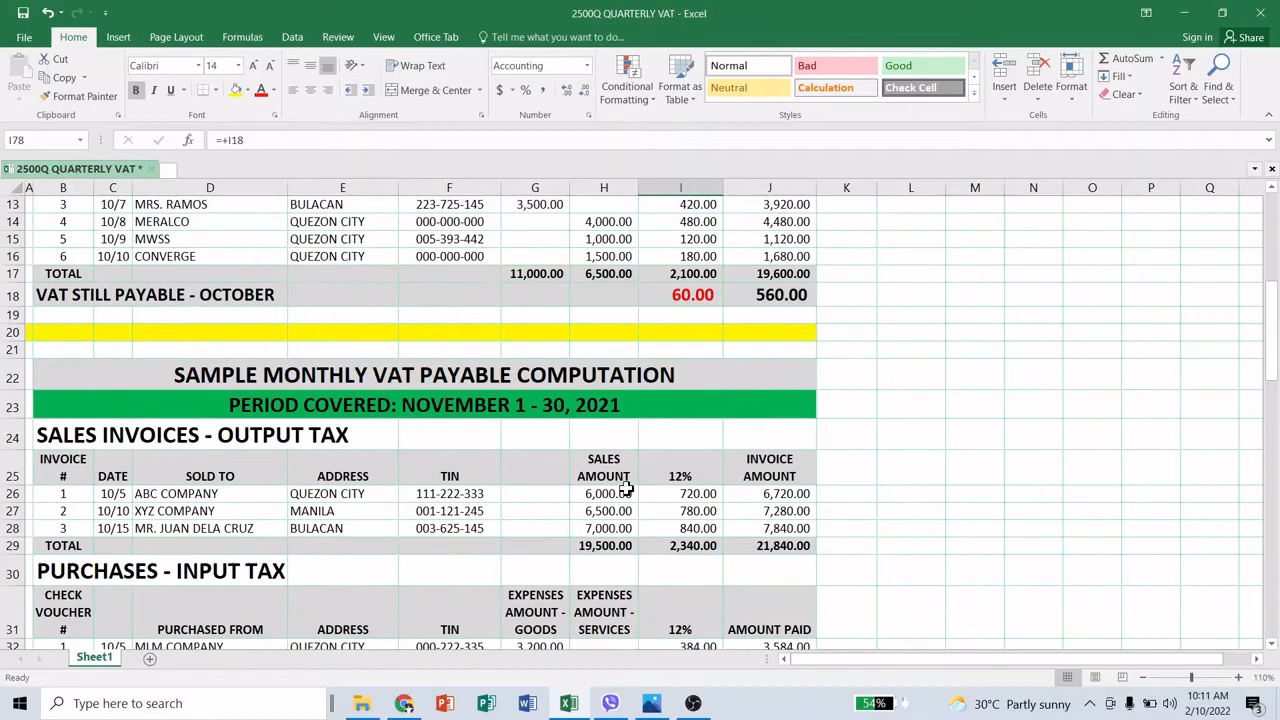 2500Q QUARTERLY VAT - Excel
File Home Insert Page Layout Formulas Data Review View Office Tab Tell me what you want to do... Sign in Share
Paste Cut Calibri 14 Wrap Text Accounting Conditional Formatting Format as Table Normal Bad Good Insert Delete Format AutoSum Sort & Filter Find & Select
Copy Fill
Format Painter B I U Merge & Center $ % , Neutral Calculation Check Cell Clear
Clipboard Font Alignment Number Styles Cells Editing
I78 =+I18
2500Q QUARTERLY VAT *
A B C D E F G H I J K L M N O P Q
13 3 10/7 MRS. RAMOS BULACAN 223-725-145 3,500.00 420.00 3,920.00
14 4 10/8 MERALCO QUEZON CITY 000-000-000 4,000.00 480.00 4,480.00
15 5 10/9 MWSS QUEZON CITY 005-393-442 1,000.00 120.00 1,120.00
16 6 10/10 CONVERGE QUEZON CITY 000-000-000 1,500.00 180.00 1,680.00
17 TOTAL 11,000.00 6,500.00 2,100.00 19,600.00
18 VAT STILL PAYABLE - OCTOBER 60.00 560.00
19
20
21
22 SAMPLE MONTHLY VAT PAYABLE COMPUTATION
23 PERIOD COVERED: NOVEMBER 1 - 30, 2021
24 SALES INVOICES - OUTPUT TAX
INVOICE SALES INVOICE
25 # DATE SOLD TO ADDRESS TIN AMOUNT 12% AMOUNT
26 1 10/5 ABC COMPANY QUEZON CITY 111-222-333 6,000. 720.00 6,720.00
27 2 10/10 XYZ COMPANY MANILA 001-121-245 6,500.00 780.00 7,280.00
28 3 10/15 MR. JUAN DELA CRUZ BULACAN 003-625-145 7,000.00 840.00 7,840.00
29 TOTAL 19,500.00 2,340.00 21,840.00
30 PURCHASES - INPUT TAX
CHECK EXPENSES EXPENSES
VOUCHER AMOUNT - AMOUNT -
31 # PURCHASED FROM ADDRESS TIN GOODS SERVICES 12% AMOUNT PAID
32 1 10/5 MLM COMPANY QUEZON CITY 000-222-335 3,200.00 384.00 3,584.00
Sheet1
Ready 110%
Type here to search 54% 30°C Partly sunny 10:11 AM
2/10/2022
3